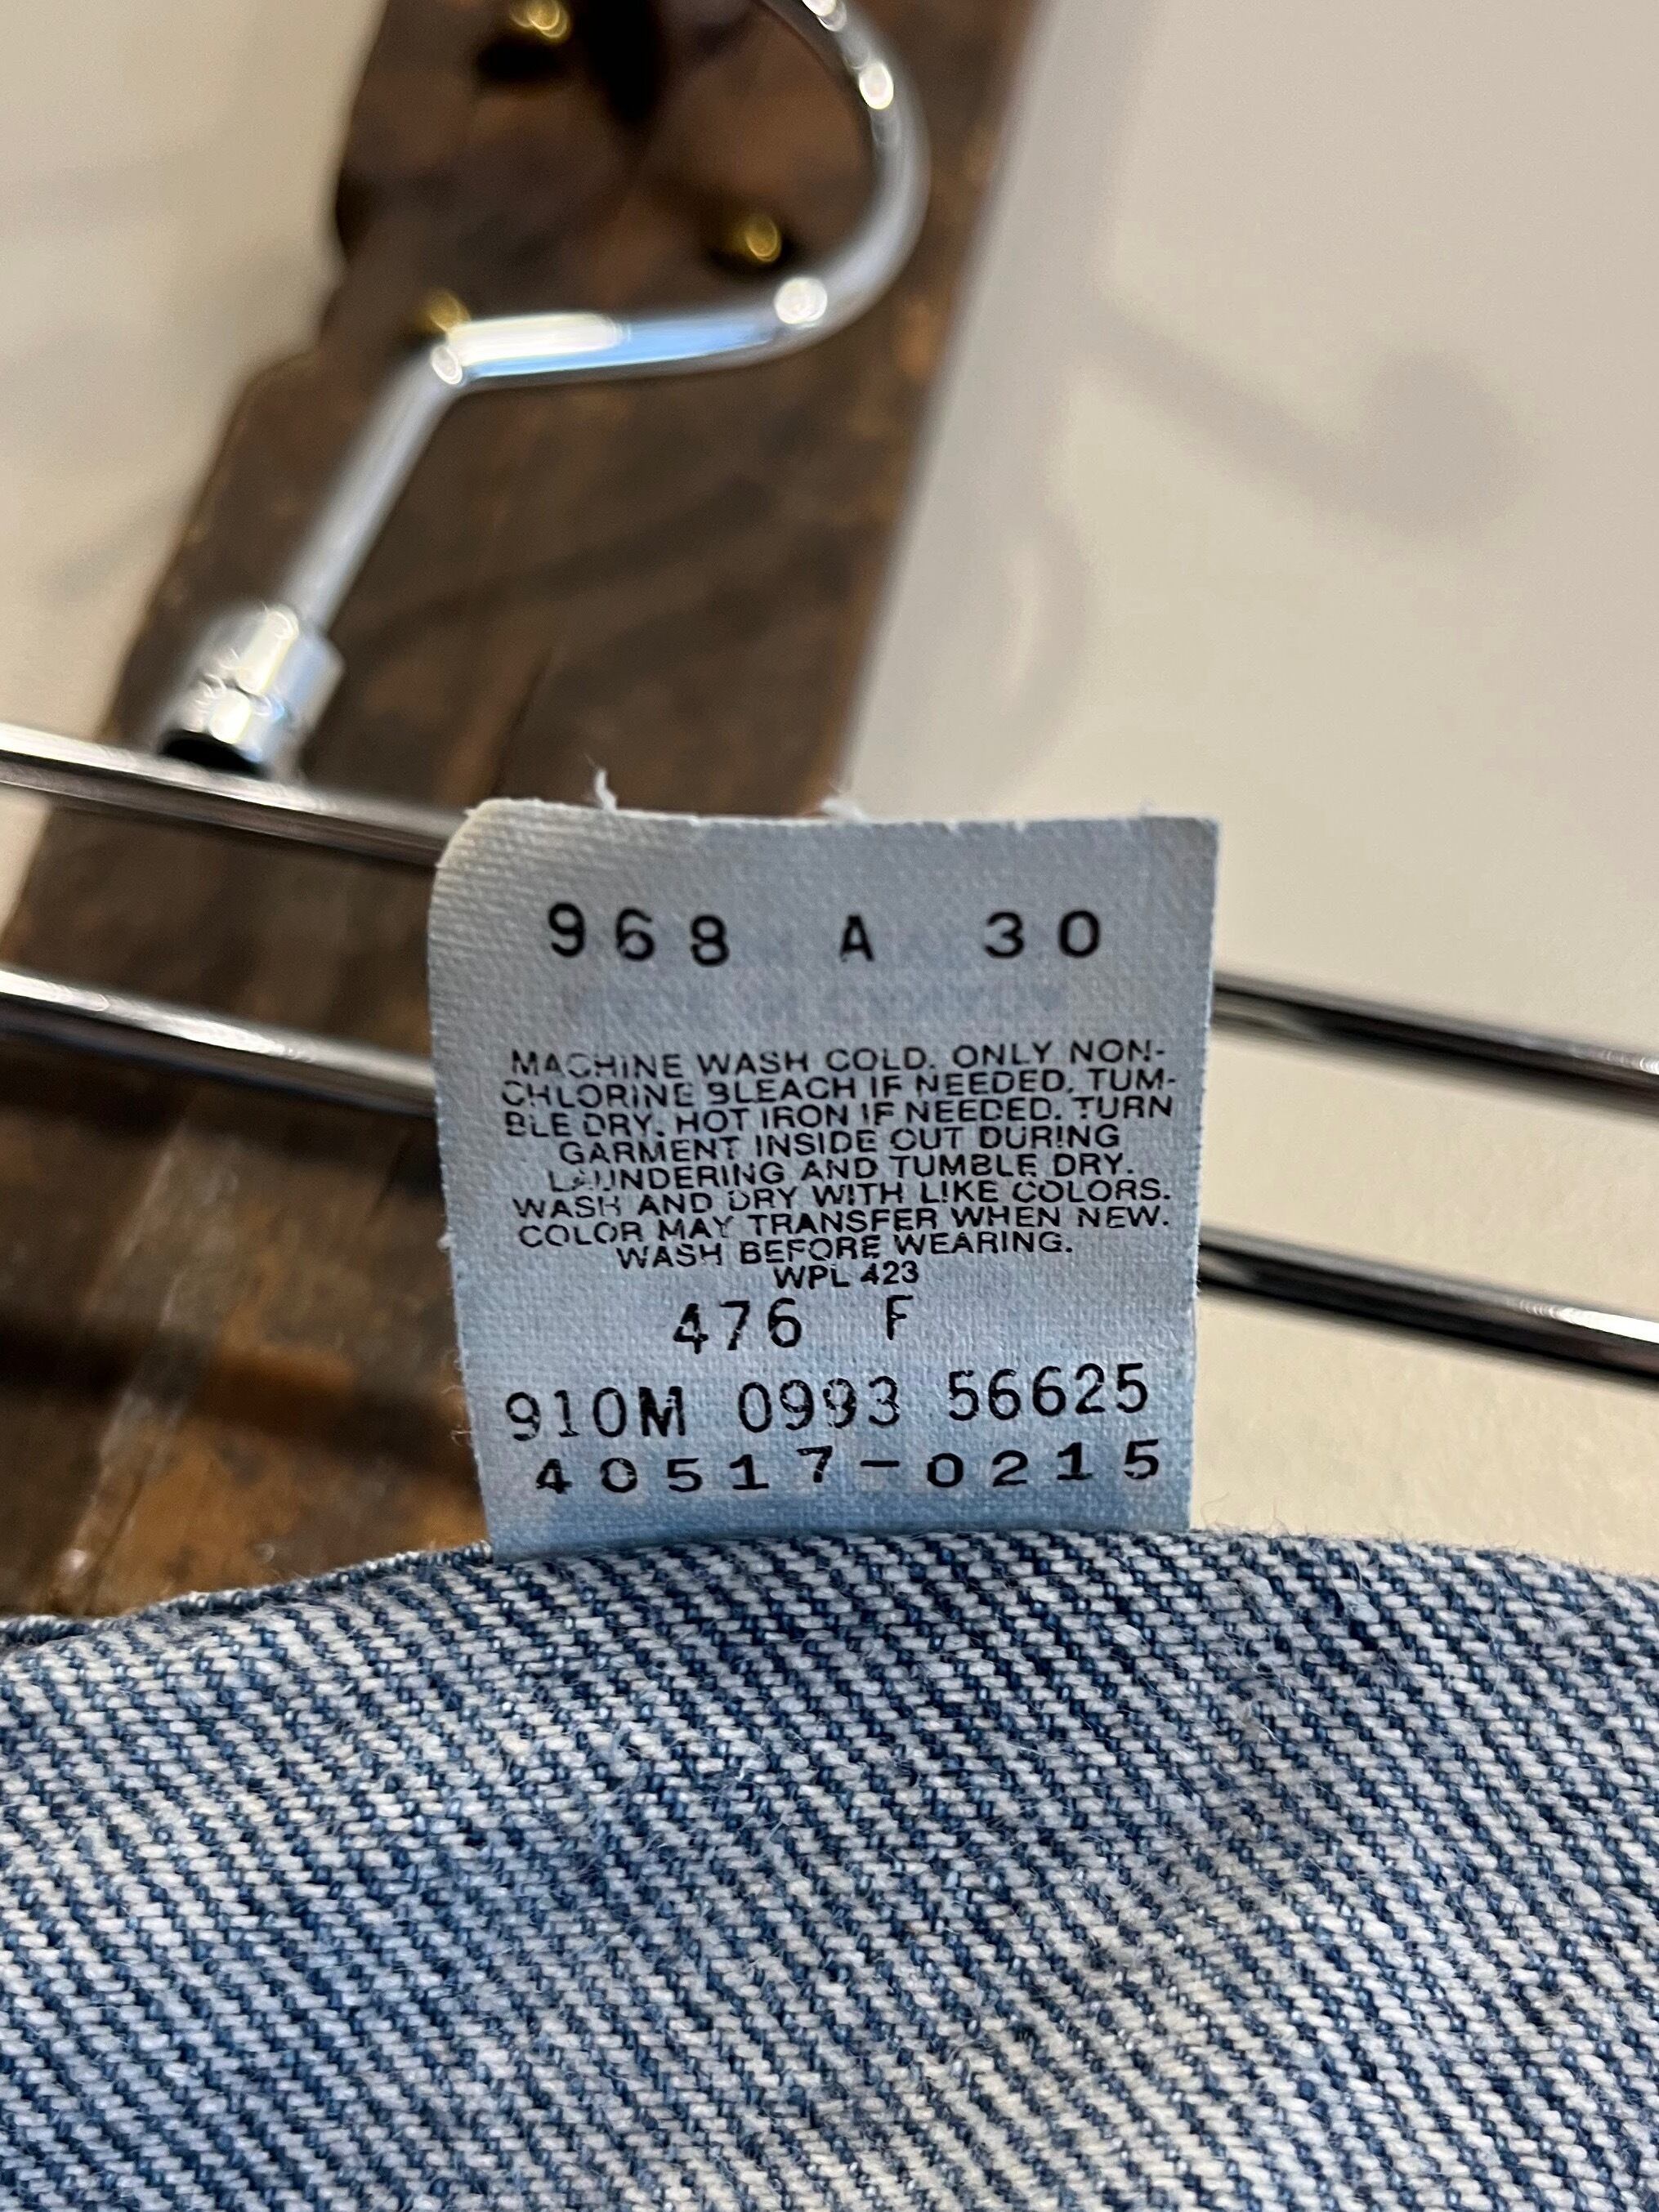 968 A 30
MACHINE WASH COLD. ONLY NON-
CHLORINE BLEACH IF NEEDED. TUM-
BLE DRY. HOT IRON IF NEEDED. TURN
GARMENT INSIDE OUT DURING
LAUNDERING AND TUMBLE DRY.
WASH AND DRY WITH LIKE COLORS.
COLOR MAY TRANSFER WHEN NEW.
WASH BEFORE WEARING.
WPL 423
476 F
910M 0993 56625
40517-0215